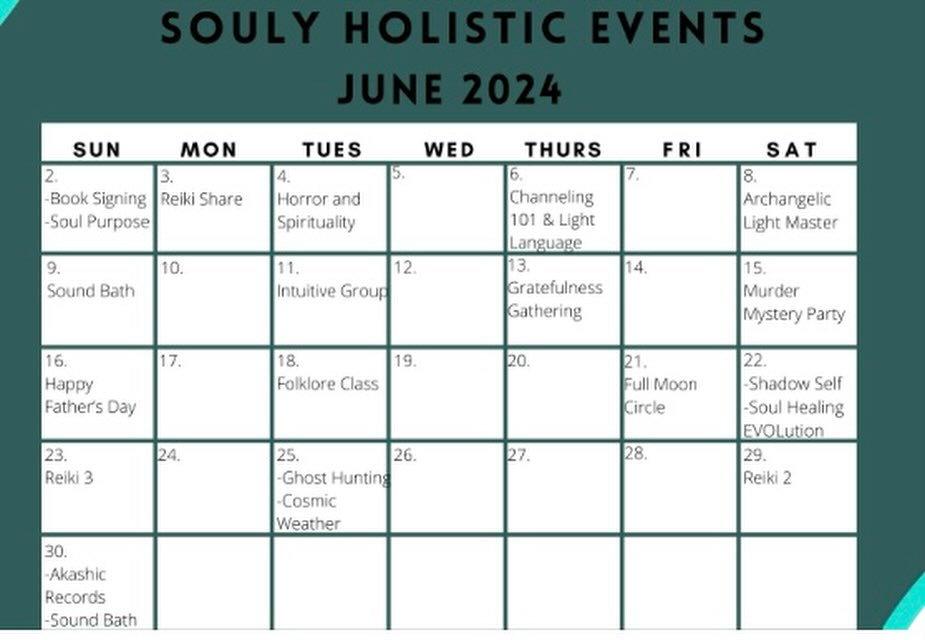 SOULY HOLISTIC EVENTS
JUNE 2024
SUN MON TUES WED THURS FRI SAT
2.
-Book Signing
-Soul Purpose
3.
Reiki Share
4.
Horror and
Spirituality
5.
6.
Channeling
101 & Light
Language
7.
8.
Archangelic
Light Master
9.
Sound Bath
10.
11.
Intuitive Group
12.
13.
Gratefulness
Gathering
14.
15.
Murder
Mystery Party
16.
Happy
Father's Day
17.
18.
Folklore Class
19.
20.
21.
Full Moon
Circle
22.
-Shadow Self
-Soul Healing
EVOLution
23.
Reiki 3
24.
25.
-Ghost Hunting
-Cosmic
Weather
26.
27.
28.
29.
Reiki 2
30.
-Akashic
Records
-Sound Bath